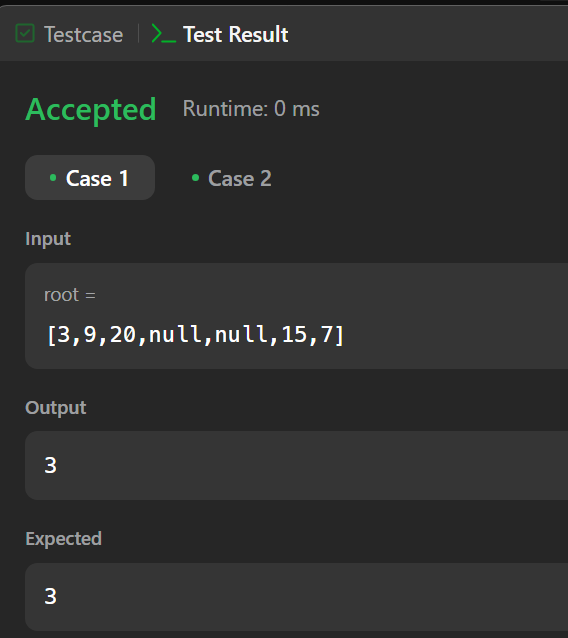 Testcase | Test Result
Accepted Runtime: 0 ms
Case 1 Case 2
Input
root =
[3,9,20,null,null,15,7]
Output
3
Expected
3